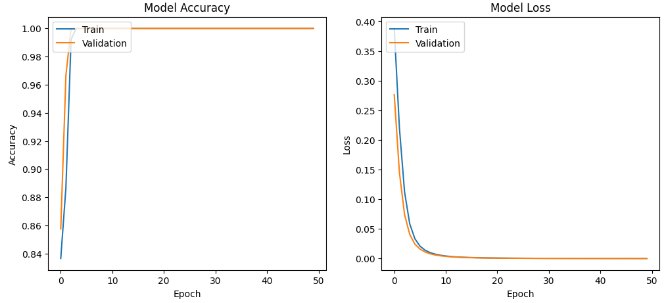 Model Accuracy
1.00
0.98
0.96
0.94
0.92
0.90
0.88
0.86
0.84
Accuracy
Train
Validation
0 10 20 30 40 50
Epoch
Model Loss
0.40
0.35
0.30
0.25
0.20
0.15
0.10
0.05
0.00
Loss
Train
Validation
0 10 20 30 40 50
Epoch